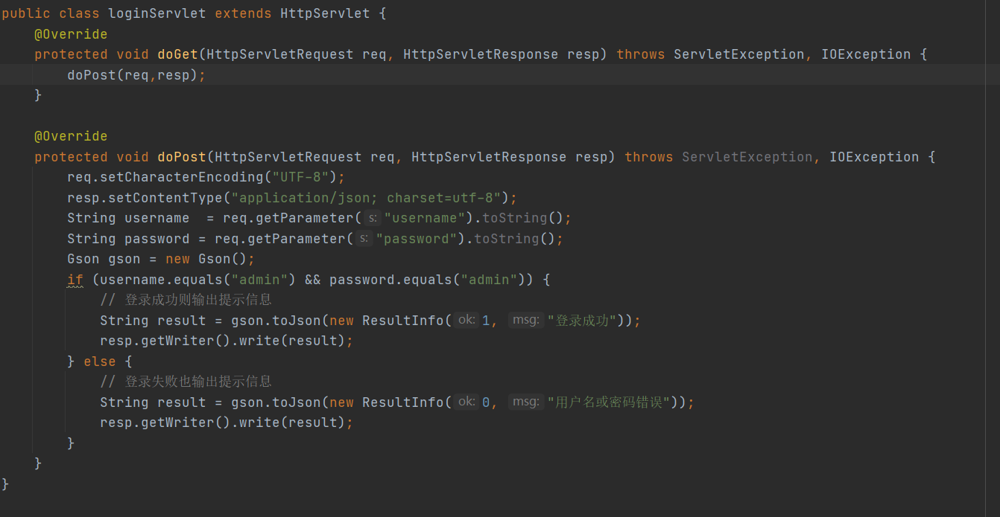 public class loginServlet extends HttpServlet {
@Override
protected void doGet(HttpServletRequest req, HttpServletResponse resp) throws ServletException, IOException {
doPost(req,resp);
}
@Override
protected void doPost(HttpServletRequest req, HttpServletResponse resp) throws ServletException, IOException {
req.setCharacterEncoding("UTF-8");
resp.setContentType("application/json; charset=utf-8");
String username  = req.getParameter( s: "username").toString();
String password = req.getParameter( s: "password").toString();
Gson gson = new Gson();
if (username.equals("admin") && password.equals("admin")) {
// 登录成功则输出提示信息
String result = gson.toJson(new ResultInfo( ok: 1, msg: "登录成功"));
resp.getWriter().write(result);
} else {
// 登录失败也输出提示信息
String result = gson.toJson(new ResultInfo( ok: 0, msg: "用户名或密码错误"));
resp.getWriter().write(result);
}
}
}